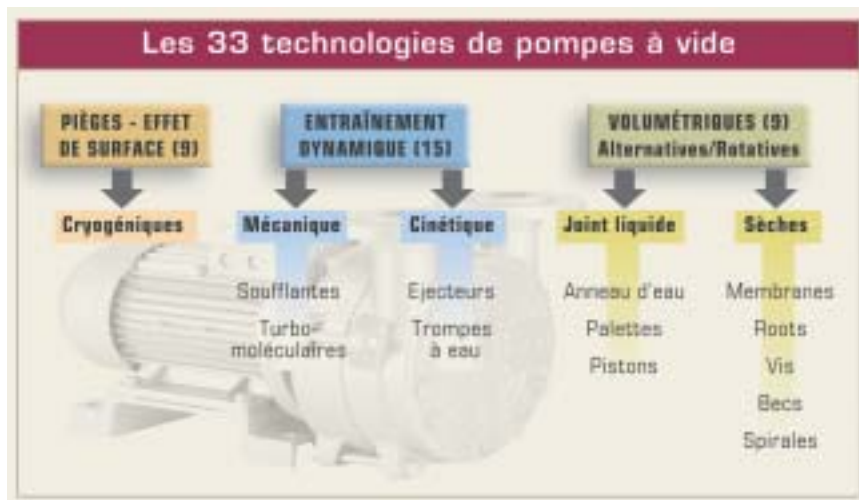 Les 33 technologies de pompes à vide
PIÈGES - EFFET
DE SURFACE (9)
ENTRAÎNEMENT
DYNAMIQUE (15)
VOLUMÉTRIQUES (9)
Alternatives/Rotatives
Cryogéniques
Mécanique
Cinétique
Joint liquide
Sèches
Soufflantes
Turbo-
moléculaires
Ejecteurs
Trompes
à eau
Anneau d'eau
Palettes
Pistons
Membranes
Roots
Vis
Becs
Spirales